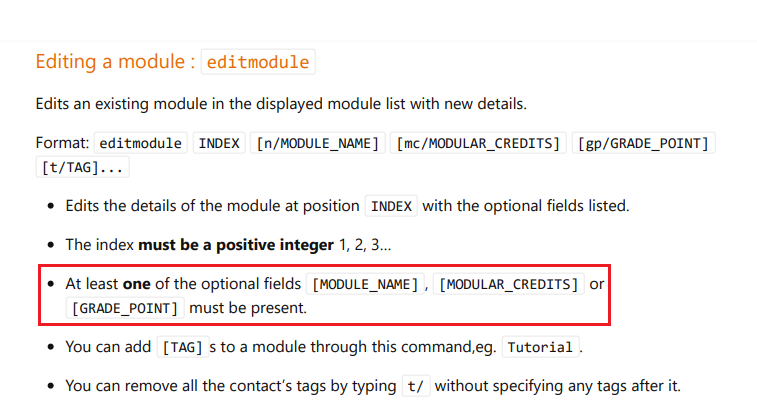 Editing a module : editmodule
Edits an existing module in the displayed module list with new details.
Format: editmodule INDEX [n/MODULE_NAME] [mc/MODULAR_CREDITS] [gp/GRADE_POINT]
[t/TAG]...
• Edits the details of the module at position INDEX with the optional fields listed.
• The index must be a positive integer 1, 2, 3…
• At least one of the optional fields [MODULE_NAME], [MODULAR_CREDITS] or
[GRADE_POINT] must be present.
• You can add [TAG]s to a module through this command,eg. Tutorial.
• You can remove all the contact’s tags by typing t/ without specifying any tags after it.